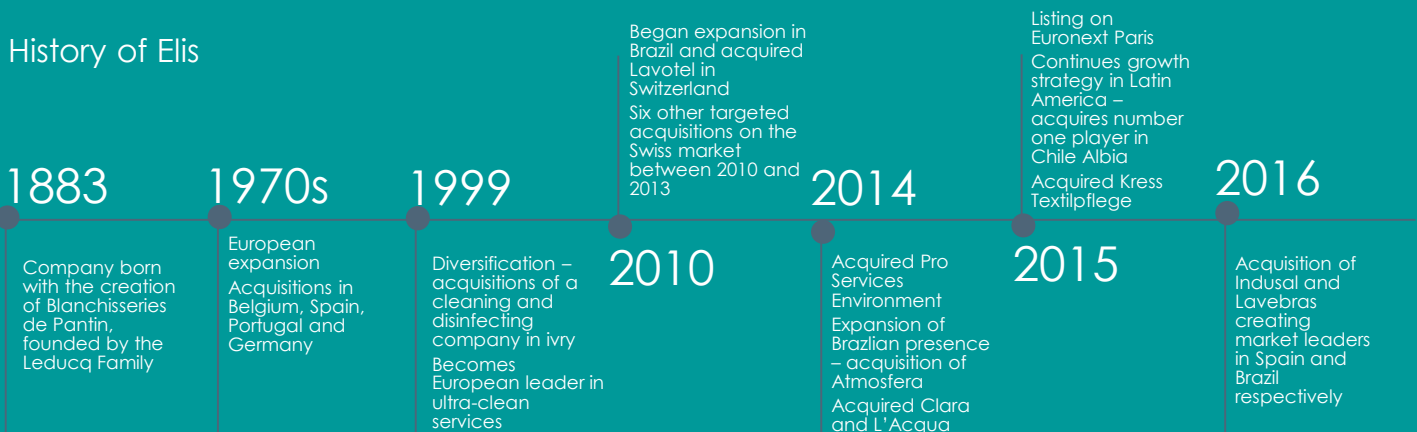 History of Elis
1883
Company born
with the creation
of Blanchisseries
de Pantin,
founded by the
Leducq Family
1970s
European
expansion
Acquisitions in
Belgium, Spain,
Portugal and
Germany
1999
Diversification –
acquisitions of a
cleaning and
disinfecting
company in ivry
Becomes
European leader in
ultra-clean
services
Began expansion in
Brazil and acquired
Lavotel in
Switzerland
Six other targeted
acquisitions on the
Swiss market
between 2010 and
2013
2010
2014
Acquired Pro
Services
Environment
Expansion of
Brazlian presence
– acquisition of
Atmosfera
Acquired Clara
and L’Acqua
Listing on
Euronext Paris
Continues growth
strategy in Latin
America –
acquires number
one player in
Chile Albia
Acquired Kress
Textilpflege
2015
2016
Acquisition of
Indusal and
Lavebras
creating
market leaders
in Spain and
Brazil
respectively